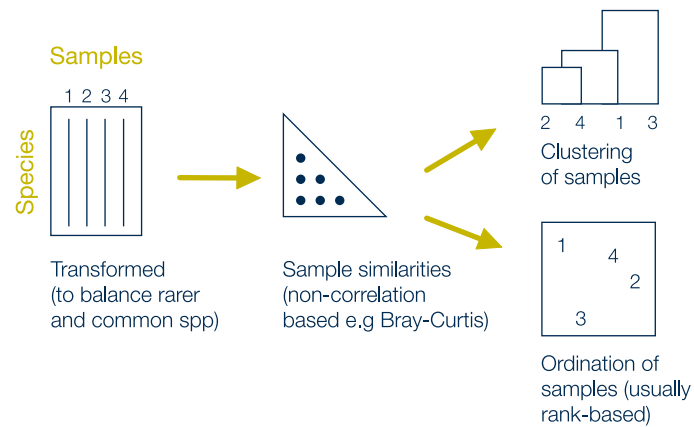 Samples
1 2 3 4
Species
Transformed
(to balance rarer
and common spp)
Sample similarities
(non-correlation
based e.g Bray-Curtis)
2 4 1 3
Clustering
of samples
1
4
2
3
Ordination of
samples (usually
rank-based)